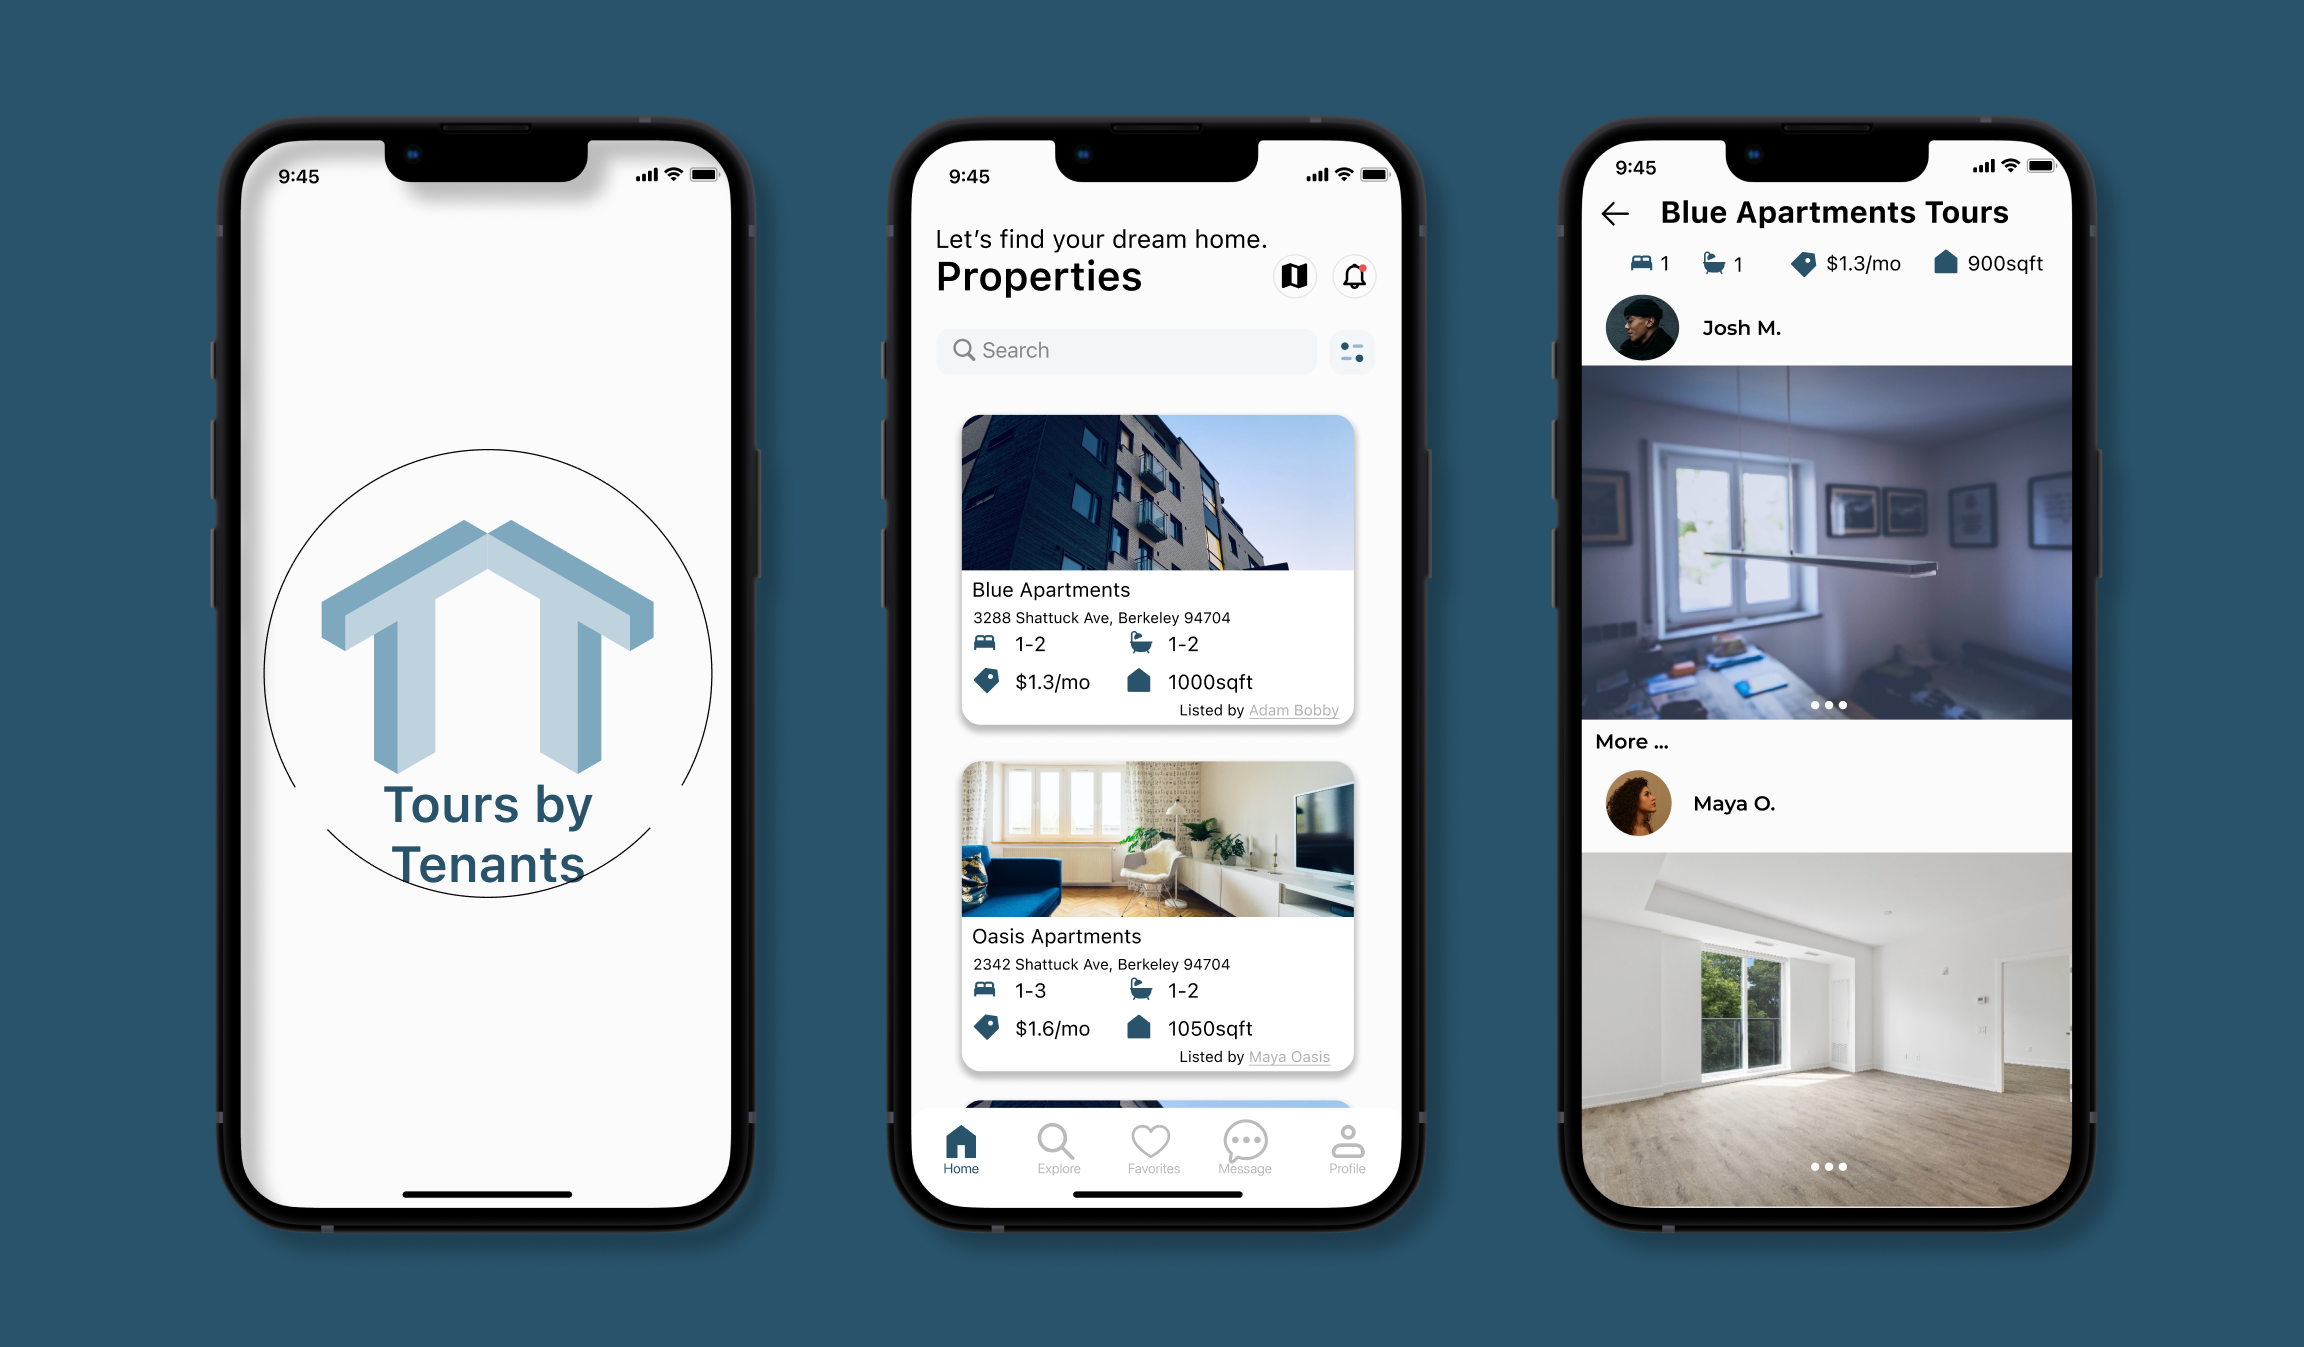 9:45
Tours by
Tenants
9:45
Let's find your dream home.
Properties
Search
Blue Apartments
3288 Shattuck Ave, Berkeley 94704
1-2 1-2
$1.3/mo 1000sqft
Listed by Adam Bobby
Oasis Apartments
2342 Shattuck Ave, Berkeley 94704
1-3 1-2
$1.6/mo 1050sqft
Listed by Maya Oasis
Home Explore Favorites Message Profile
9:45
Blue Apartments Tours
1 1 $1.3/mo 900sqft
Josh M.
More ...
Maya O.